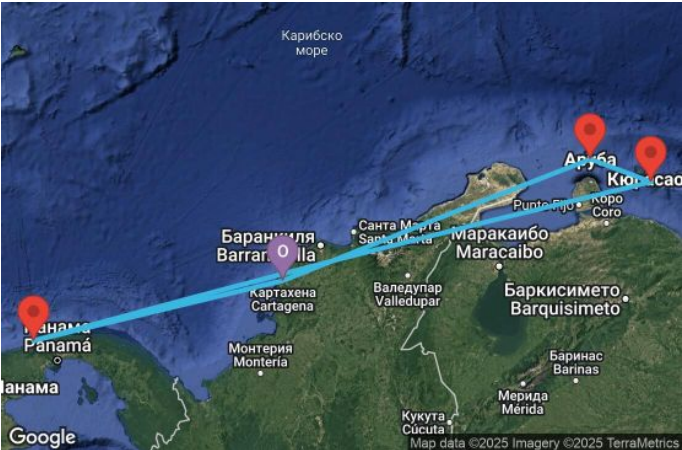 Карибско
море
Аруба
Кюрасао
Punto Fijo
Коро
Coro
Санта Марта
Santa Marta
Баранкиля
Barranquilla
Маракаибо
Maracaibo
O
Картахена
Cartagena
Валедупар
Valledupar
Баркисимето
Barquisimeto
Панама
Panamá
Монтерия
Montería
Баринас
Barinas
Панама
Мерида
Mérida
Кукута
Cúcuta
Google
Map data ©2025 Imagery ©2025 TerraMetrics